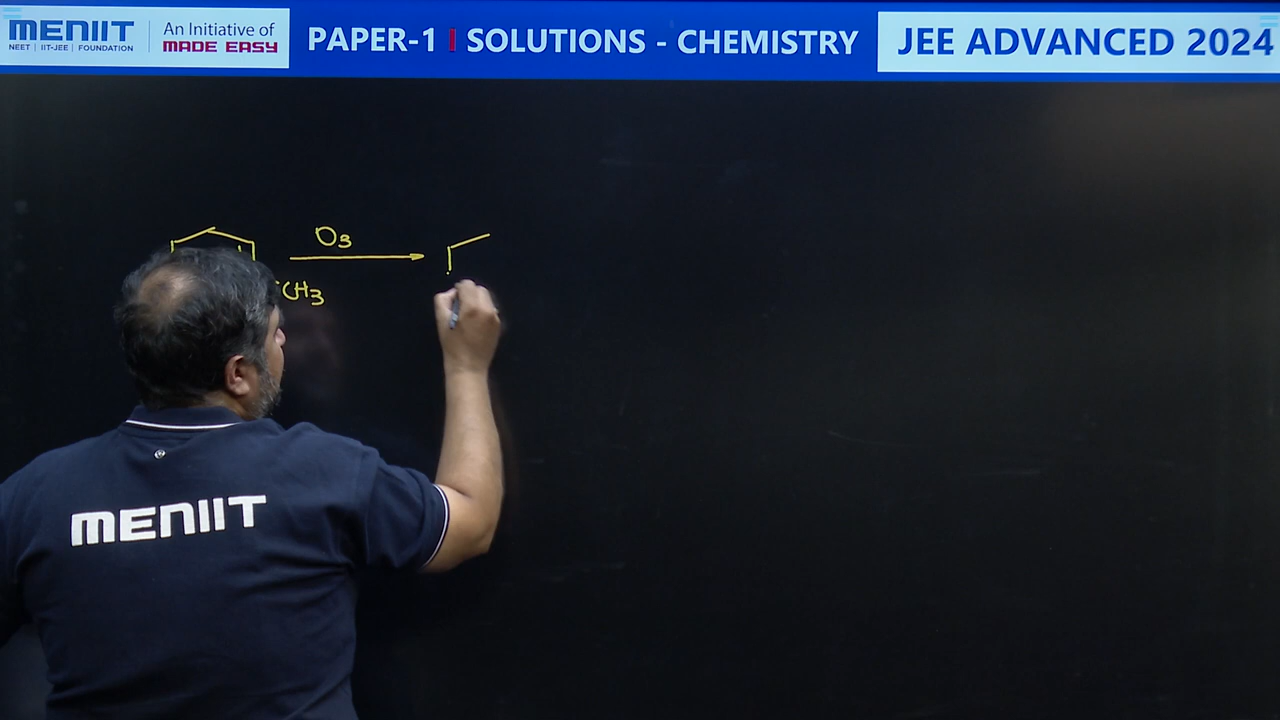 MENIIT
NEET | IIT-JEE | FOUNDATION
An Initiative of
MADE EASY
PAPER-1 | SOLUTIONS - CHEMISTRY
JEE ADVANCED 2024
O₃
CH₃
MENIIT